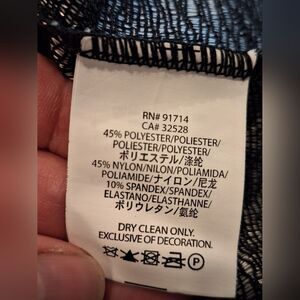 RN# 91714
CA# 32528
45% POLYESTER/POLIESTER/
POLIESTER/POLYESTER/
ポリエステル/涤纶
45% NYLON/NILON/POLIAMIDA/
POLIAMIDE/ナイロン/尼龙
10% SPANDEX/SPANDEX/
ELASTANO/ELASTHANNE/
ポリウレタン/氨纶
DRY CLEAN ONLY.
EXCLUSIVE OF DECORATION.
P